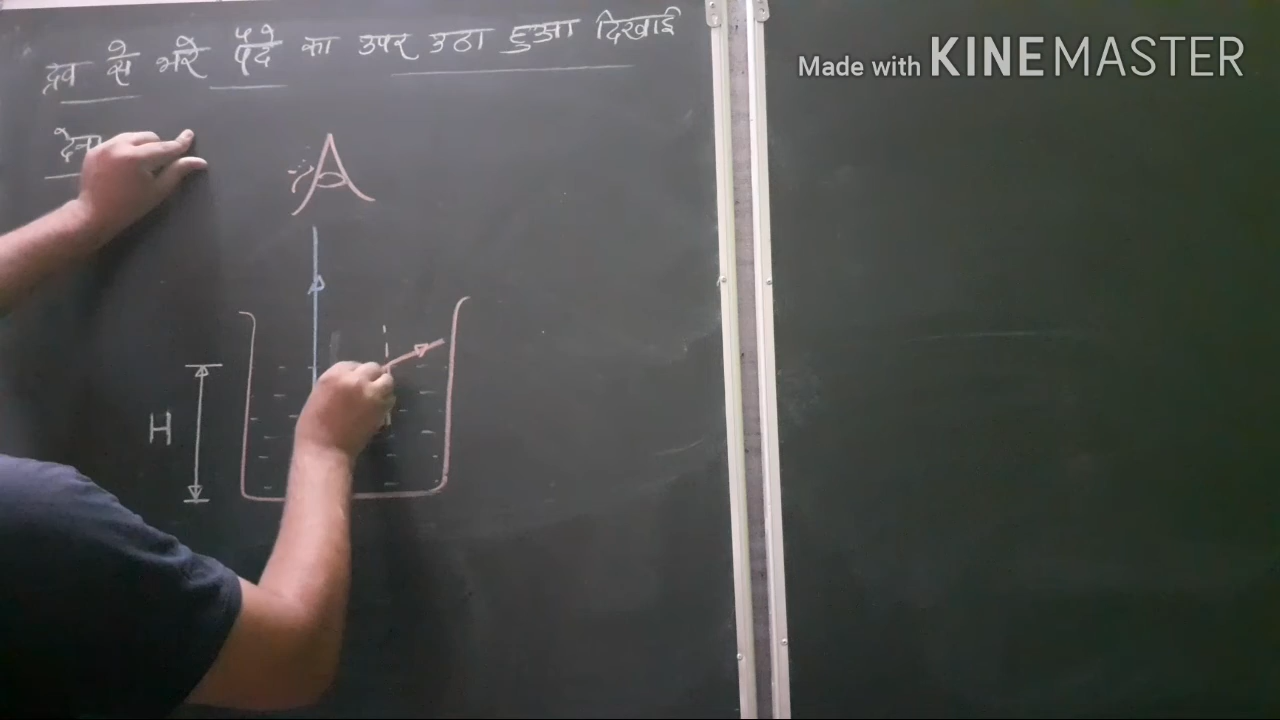 द्रव से भरे पेंदे का उपर उठा हुआ दिखाई
Made with KINEMASTER
H